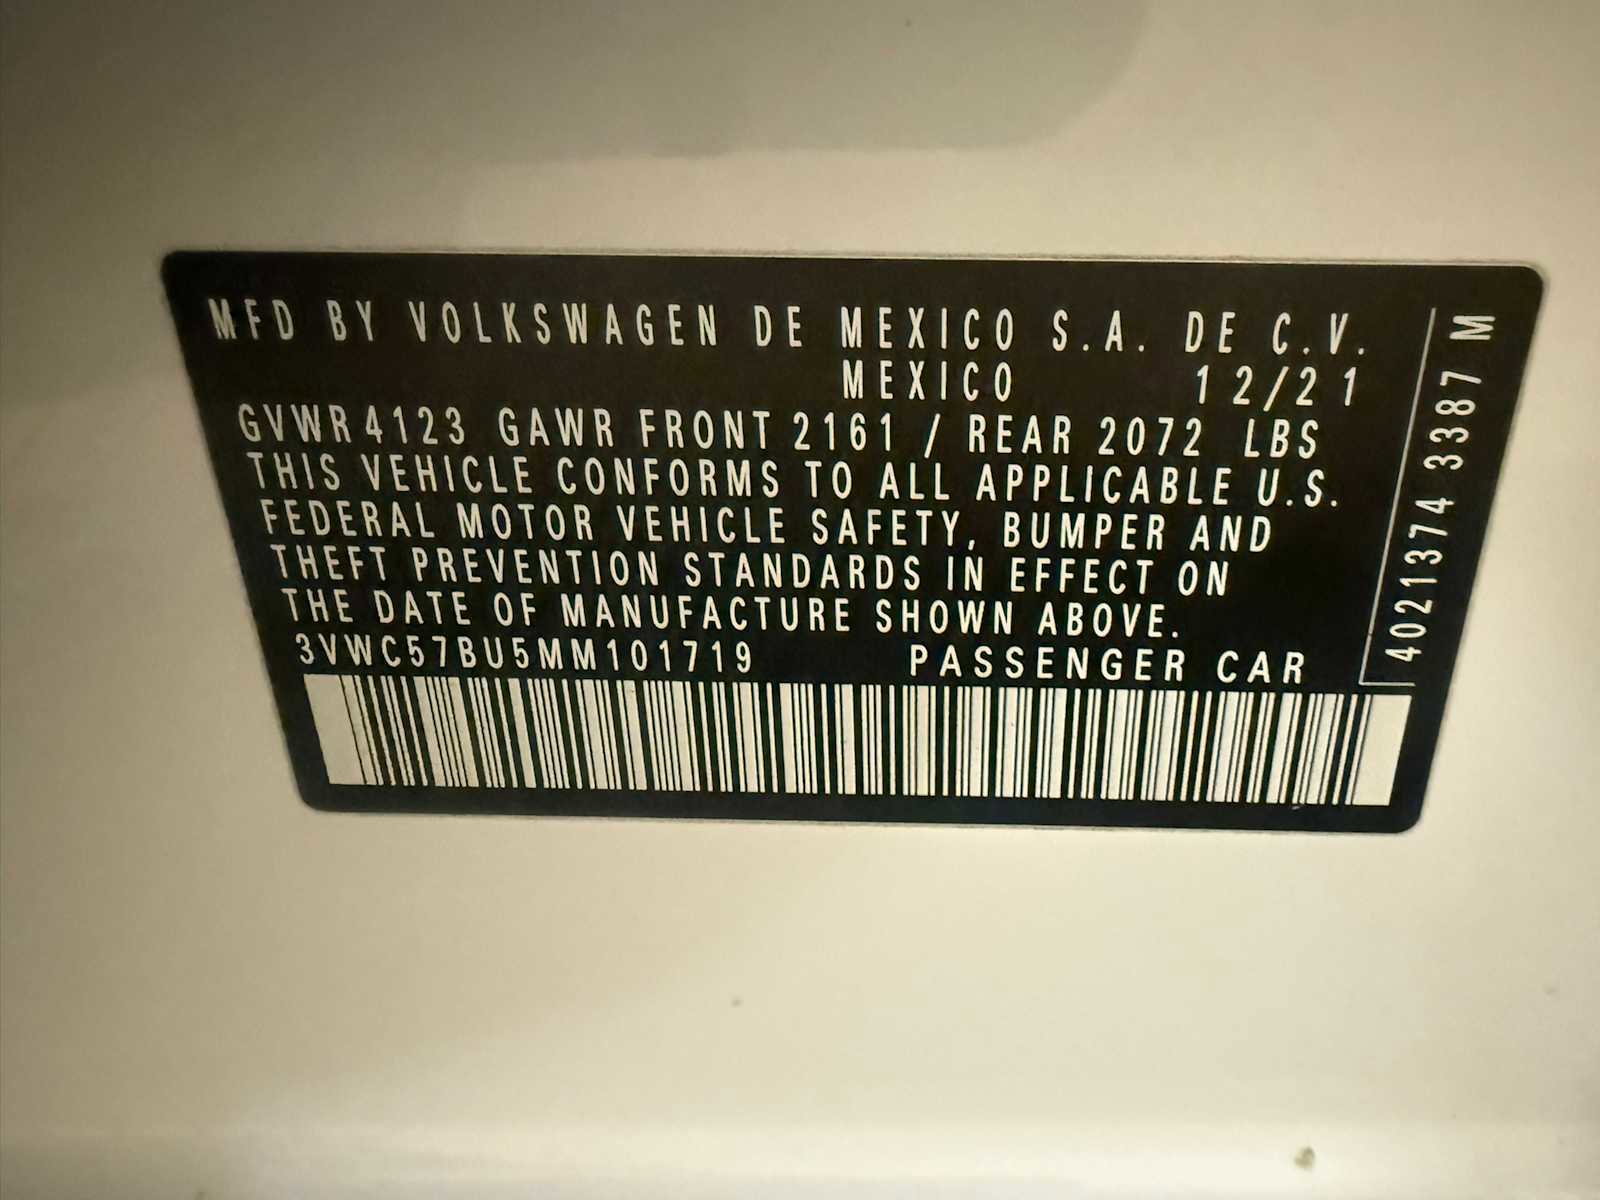 MFD BY VOLKSWAGEN DE MEXICO S.A. DE C.V.
MEXICO 12/21
GVWR 4123 GAWR FRONT 2161 / REAR 2072 LBS
THIS VEHICLE CONFORMS TO ALL APPLICABLE U.S.
FEDERAL MOTOR VEHICLE SAFETY, BUMPER AND
THEFT PREVENTION STANDARDS IN EFFECT ON
THE DATE OF MANUFACTURE SHOWN ABOVE.
3VWC57BU5MM101719 PASSENGER CAR
4021374 3387 M